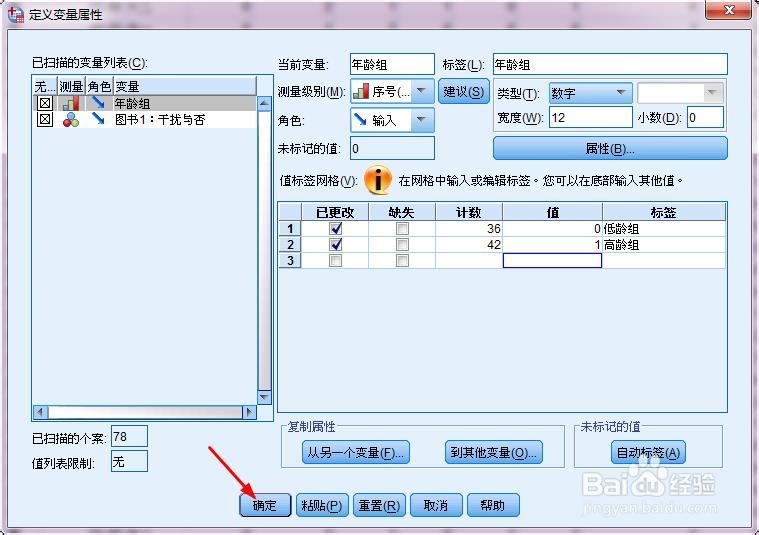 定义变量属性
已扫描的变量列表(C):
无... 测量 角色 变量
年龄组
图书1：干扰与否
已扫描的个案: 78
值列表限制: 无
当前变量: 年龄组 标签(L): 年龄组
测量级别(M): 序号(... 建议(S) 类型(T): 数字
角色: 输入 宽度(W): 12 小数(D): 0
未标记的值: 0 属性(B)...
值标签网格(V): 在网格中输入或编辑标签。您可以在底部输入其他值。
已更改 缺失 计数 值 标签
1 36 0 低龄组
2 42 1 高龄组
3
复制属性 未标记的值
从另一个变量(F)... 到其他变量(O)... 自动标签(A)
确定 粘贴(P) 重置(R) 取消 帮助
Baidu 经验
jingyan.baidu.com